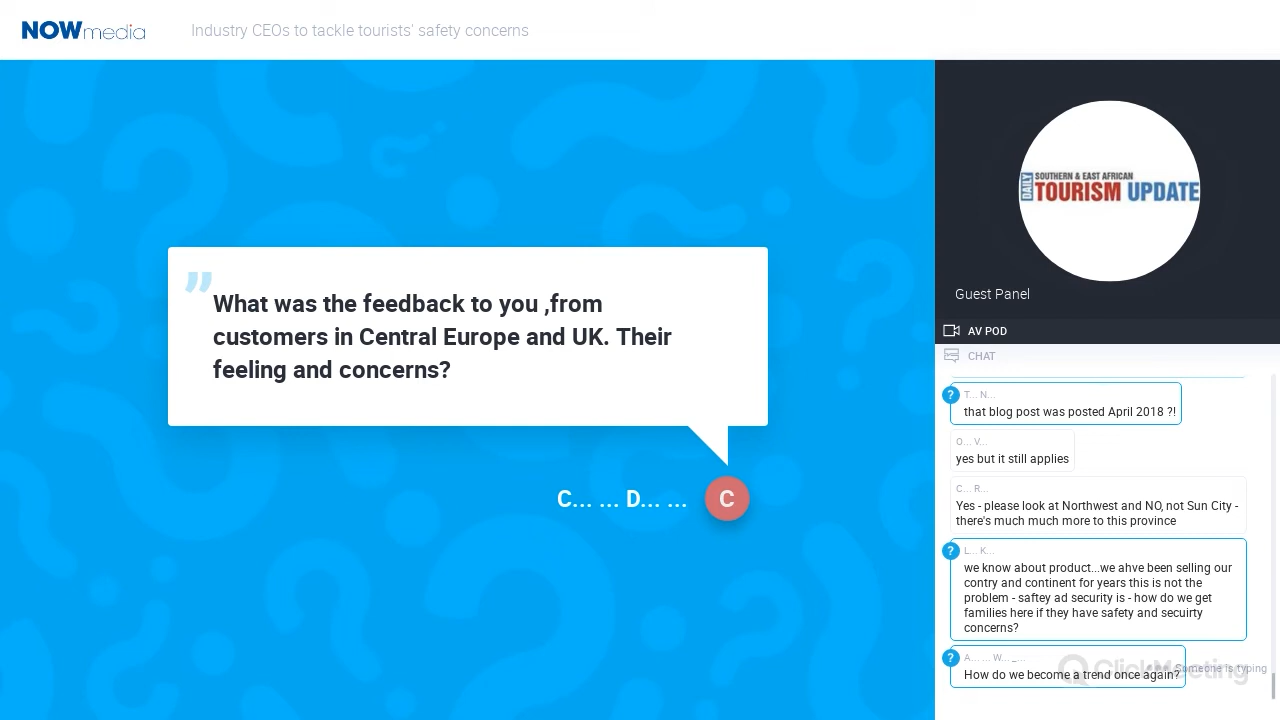 NOWmedia
Industry CEOs to tackle tourists' safety concerns
What was the feedback to you ,from
customers in Central Europe and UK. Their
feeling and concerns?
C... ... D... ...
C
DAILY
SOUTHERN & EAST AFRICAN
TOURISM UPDATE
Guest Panel
AV POD
CHAT
?
T... N...
that blog post was posted April 2018 ?!
O... V...
yes but it still applies
C... R...
Yes - please look at Northwest and NO, not Sun City -
there's much much more to this province
?
L... K...
we know about product...we ahve been selling our
contry and continent for years this is not the
problem - saftey ad security is - how do we get
families here if they have safety and secuirty
concerns?
?
A... ... W... _...
How do we become a trend once again?
ClickMeeting
Someone is typing